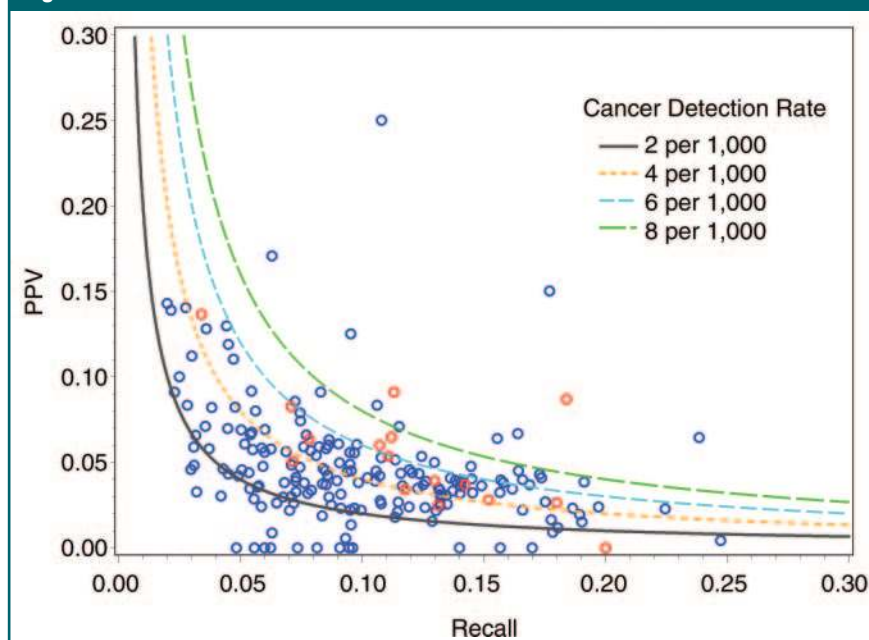 0.30
0.25
0.20
0.15
0.10
0.05
0.00
PPV
Cancer Detection Rate
2 per 1,000
4 per 1,000
6 per 1,000
8 per 1,000
0.00 0.05 0.10 0.15 0.20 0.25 0.30
Recall